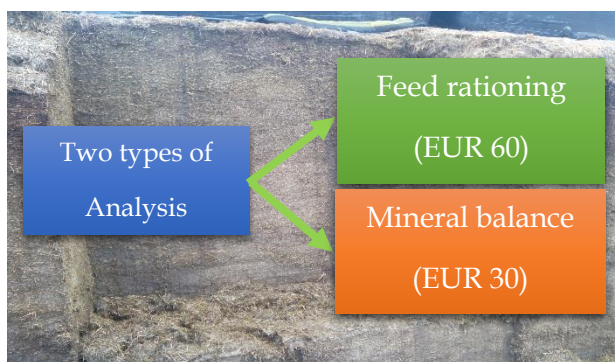 Two types of
Analysis
Feed rationing
(EUR 60)
Mineral balance
(EUR 30)